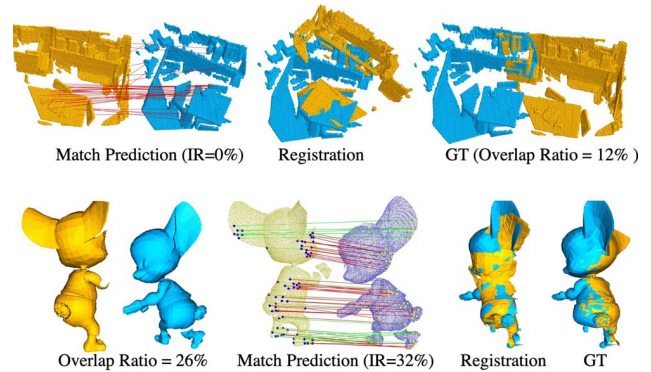 Match Prediction (IR=0%) Registration GT (Overlap Ratio = 12% )
Overlap Ratio = 26% Match Prediction (IR=32%) Registration GT